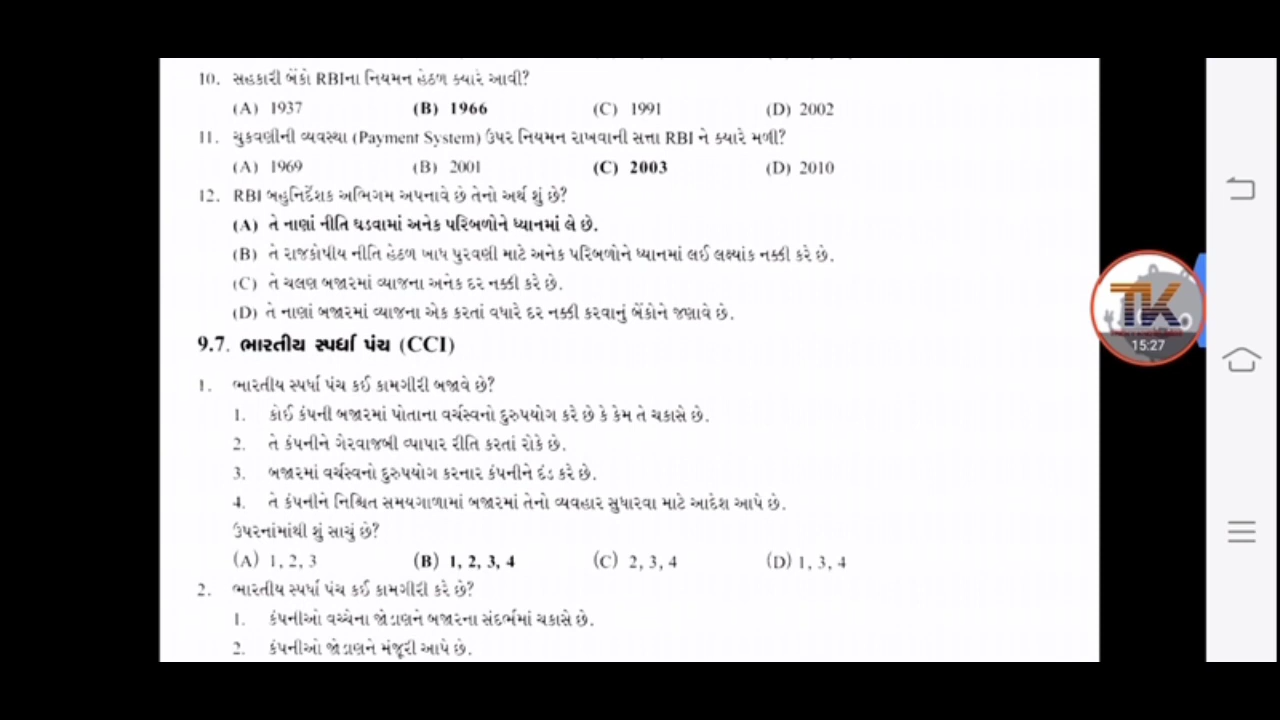 10. સહકારી બેંકો RBIના નિયમન હેઠળ ક્યારે આવી?
(A) 1937 (B) 1966 (C) 1991 (D) 2002
11. ચુકવણીની વ્યવસ્થા (Payment System) ઉપર નિયમન રાખવાની સત્તા RBI ને ક્યારે મળી?
(A) 1969 (B) 2001 (C) 2003 (D) 2010
12. RBI બહુનિર્દેશક અભિગમ અપનાવે છે તેનો અર્થ શું છે?
(A) તે નાણાં નીતિ ઘડવામાં અનેક પરિબળોને ધ્યાનમાં લે છે.
(B) તે રાજકોષીય નીતિ હેઠળ ખાધ પુરવણી માટે અનેક પરિબળોને ધ્યાનમાં લઈ લક્ષ્યાંક નક્કી કરે છે.
(C) તે ચલણ બજારમાં વ્યાજના અનેક દર નક્કી કરે છે.
(D) તે નાણાં બજારમાં વ્યાજના એક કરતાં વધારે દર નક્કી કરવાનું બેંકોને જણાવે છે.
9.7. ભારતીય સ્પર્ધા પંચ (CCI)
1. ભારતીય સ્પર્ધા પંચ કઈ કામગીરી બજાવે છે?
1. કોઈ કંપની બજારમાં પોતાના વર્ચસ્વનો દુરુપયોગ કરે છે કે કેમ તે ચકાસે છે.
2. તે કંપનીને ગેરવાજબી વ્યાપાર રીતિ કરતાં રોકે છે.
3. બજારમાં વર્ચસ્વનો દુરુપયોગ કરનાર કંપનીને દંડ કરે છે.
4. તે કંપનીને નિશ્ચિત સમયગાળામાં બજારમાં તેનો વ્યવહાર સુધારવા માટે આદેશ આપે છે.
ઉપરનાંમાંથી શું સાચું છે?
(A) 1, 2, 3 (B) 1, 2, 3, 4 (C) 2, 3, 4 (D) 1, 3, 4
2. ભારતીય સ્પર્ધા પંચ કઈ કામગીરી કરે છે?
1. કંપનીઓ વચ્ચેના જોડાણને બજારના સંદર્ભમાં ચકાસે છે.
2. કંપનીઓ જોડાણને મંજૂરી આપે છે.
TK
15:27